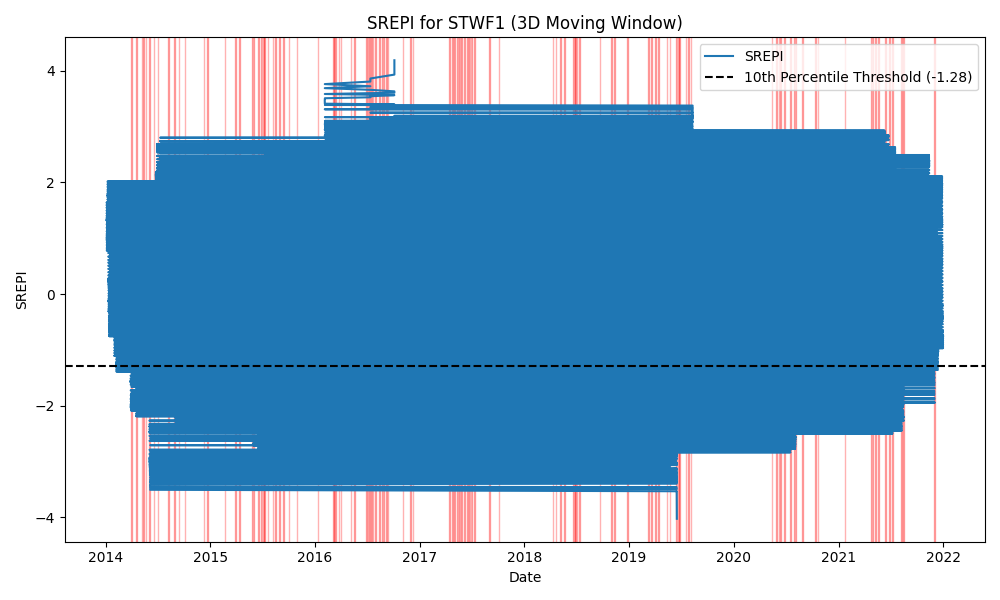 SREPI for STWF1 (3D Moving Window)
SREPI
10th Percentile Threshold (-1.28)
4
2
0
−2
−4
SREPI
2014 2015 2016 2017 2018 2019 2020 2021 2022
Date